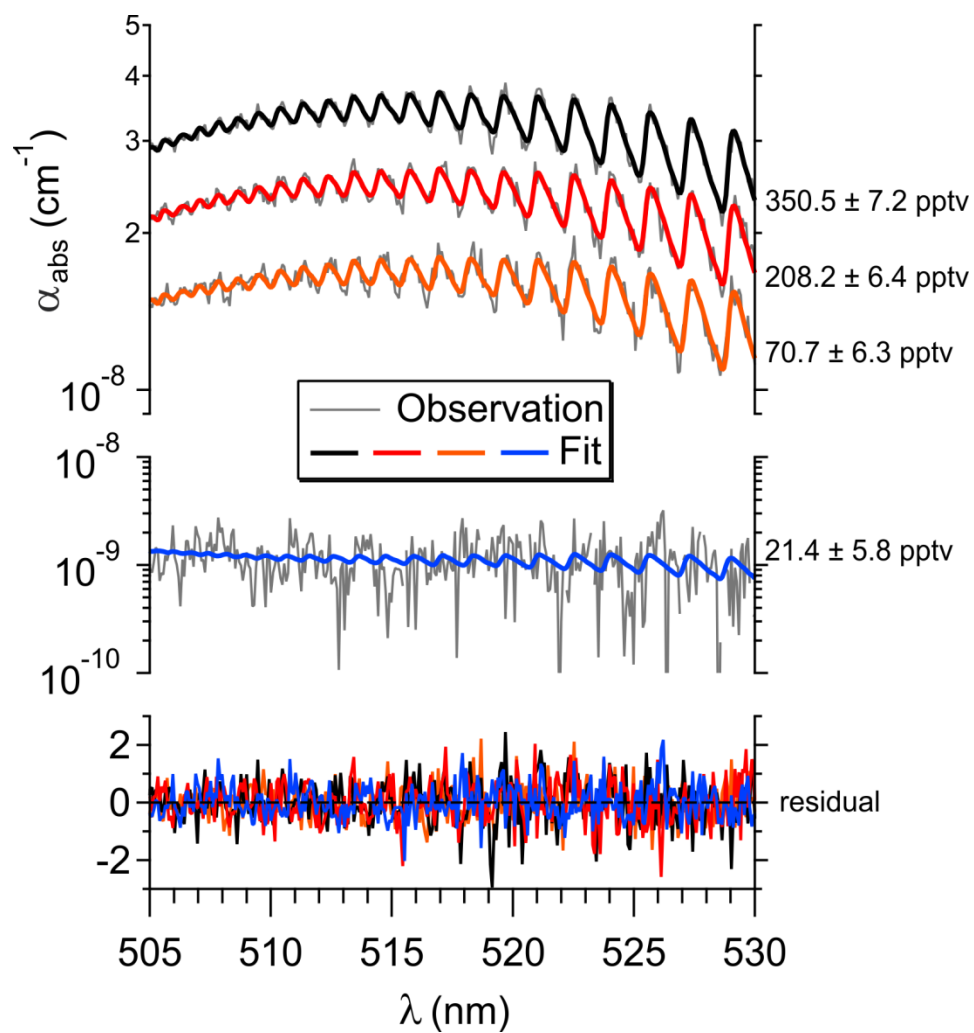 5
4
3
2
10-8
αabs (cm-1)
350.5 ± 7.2 pptv
208.2 ± 6.4 pptv
70.7 ± 6.3 pptv
Observation
Fit
10-8
10-9
10-10
21.4 ± 5.8 pptv
2
0
-2
residual
505 510 515 520 525 530
λ (nm)